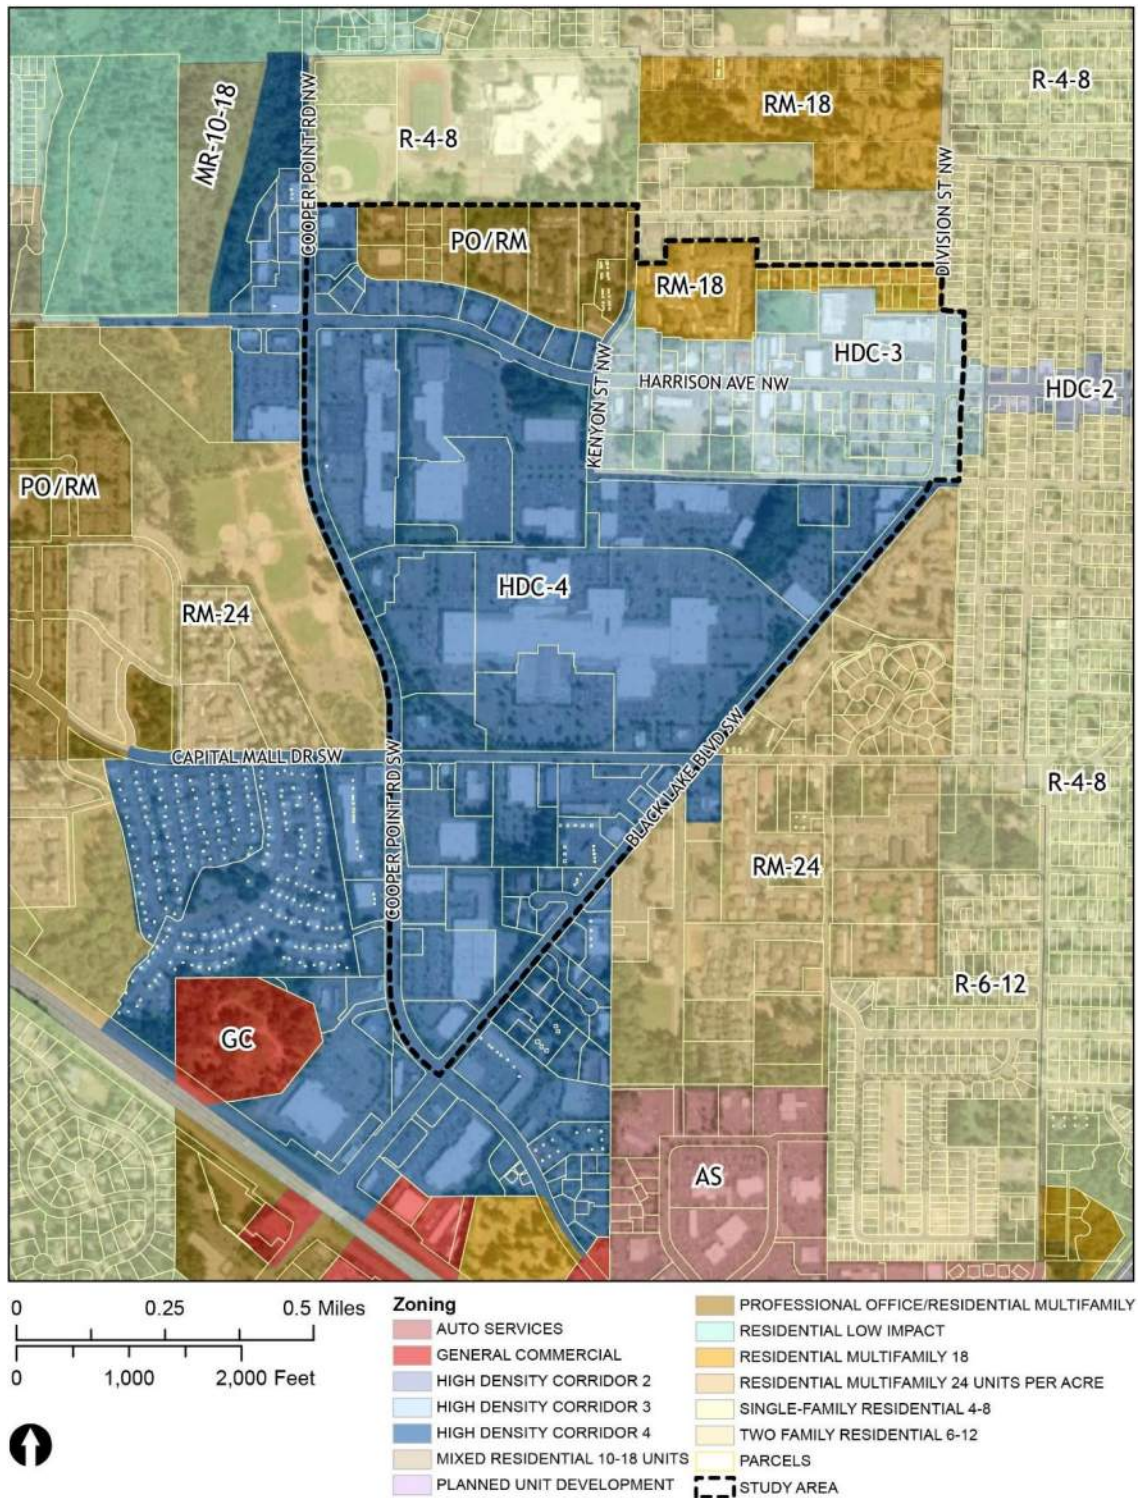 R-4-8
RM-18
MR-10-18
R-4-8
COOPER POINT RD NW
DIVISION ST NW
PO/RM
RM-18
HDC-3
HARRISON AVE NW
HDC-2
KENYON ST NW
PO/RM
HDC-4
RM-24
CAPITAL MALL DR SW
COOPER POINT RD SW
BLACK LAKE BLVD SW
R-4-8
RM-24
R-6-12
GC
AS
0 0.25 0.5 Miles
0 1,000 2,000 Feet
Zoning
AUTO SERVICES
GENERAL COMMERCIAL
HIGH DENSITY CORRIDOR 2
HIGH DENSITY CORRIDOR 3
HIGH DENSITY CORRIDOR 4
MIXED RESIDENTIAL 10-18 UNITS
PLANNED UNIT DEVELOPMENT
PROFESSIONAL OFFICE/RESIDENTIAL MULTIFAMILY
RESIDENTIAL LOW IMPACT
RESIDENTIAL MULTIFAMILY 18
RESIDENTIAL MULTIFAMILY 24 UNITS PER ACRE
SINGLE-FAMILY RESIDENTIAL 4-8
TWO FAMILY RESIDENTIAL 6-12
PARCELS
STUDY AREA